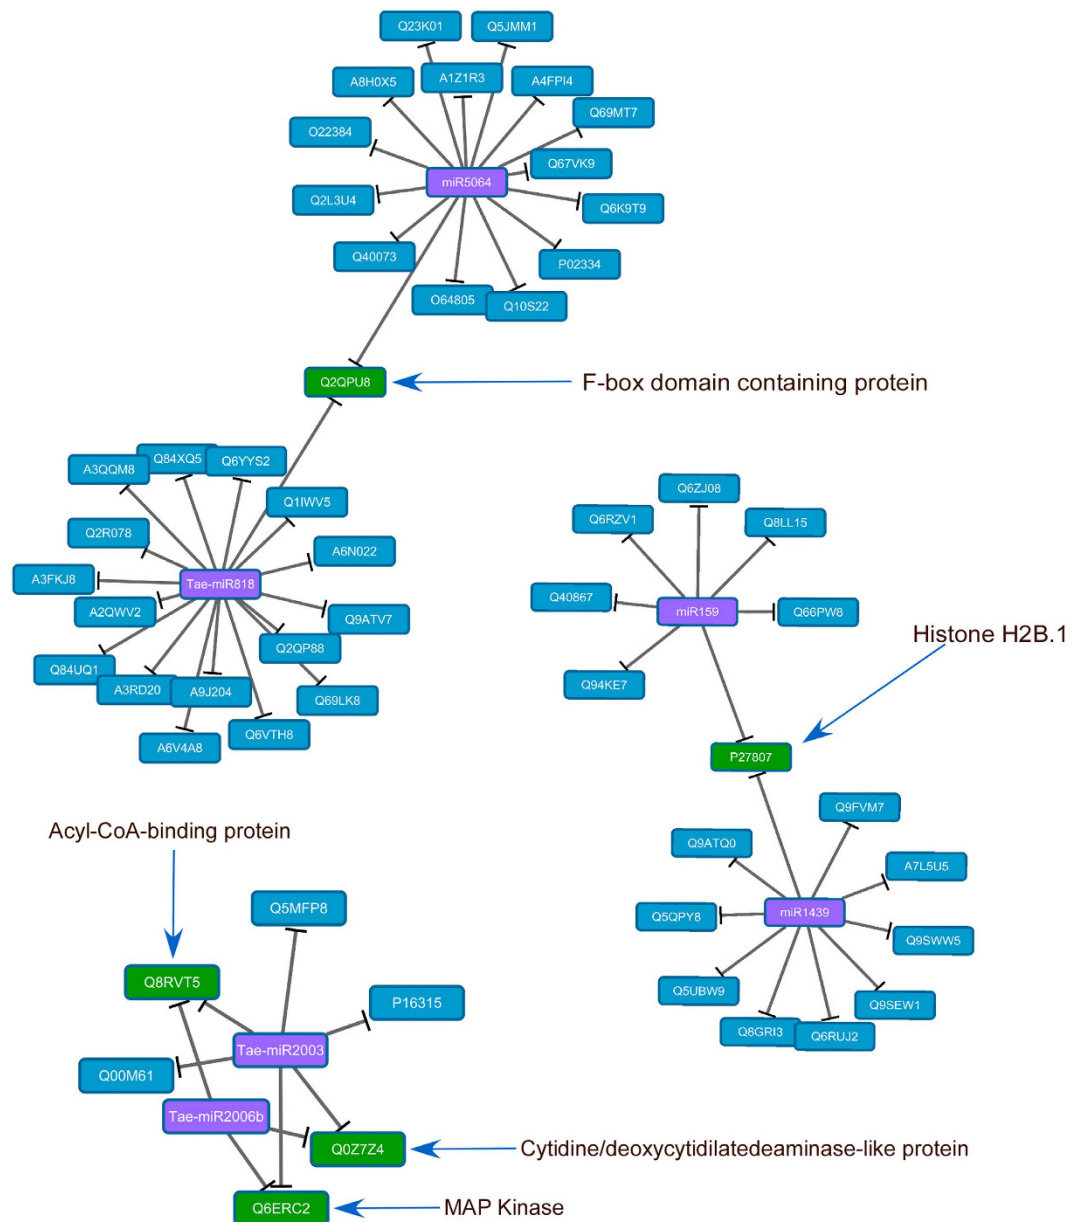 Q23K01
Q5JMM1
A8H0X5
A1Z1R3
A4FPI4
Q69MT7
O22384
Q67VK9
miR5064
Q2L3U4
Q6K9T9
Q40073
P02334
O64805
Q10S22
Q2QPU8
F-box domain containing protein
Q84XQ5
Q6YYS2
A3QQM8
Q1IWV5
Q2R078
A6N022
A3FKJ8
Tae-miR818
A2QWV2
Q9ATV7
Q2QP88
Q84UQ1
A3RD20
A9J204
Q69LK8
Q6VTH8
A6V4A8
Q6ZJ08
Q6RZV1
Q8LL15
Q40867
miR159
Q66PW8
Histone H2B.1
Q94KE7
P27807
Q9FVM7
Q9ATQ0
A7L5U5
Q5QPY8
miR1439
Q9SWW5
Q5UBW9
Q9SEW1
Q8GRI3
Q6RUJ2
Acyl-CoA-binding protein
Q5MFP8
Q8RVT5
P16315
Tae-miR2003
Q00M61
Tae-miR2006b
Q0Z7Z4
Cytidine/deoxycytidilatedeaminase-like protein
Q6ERC2
MAP Kinase